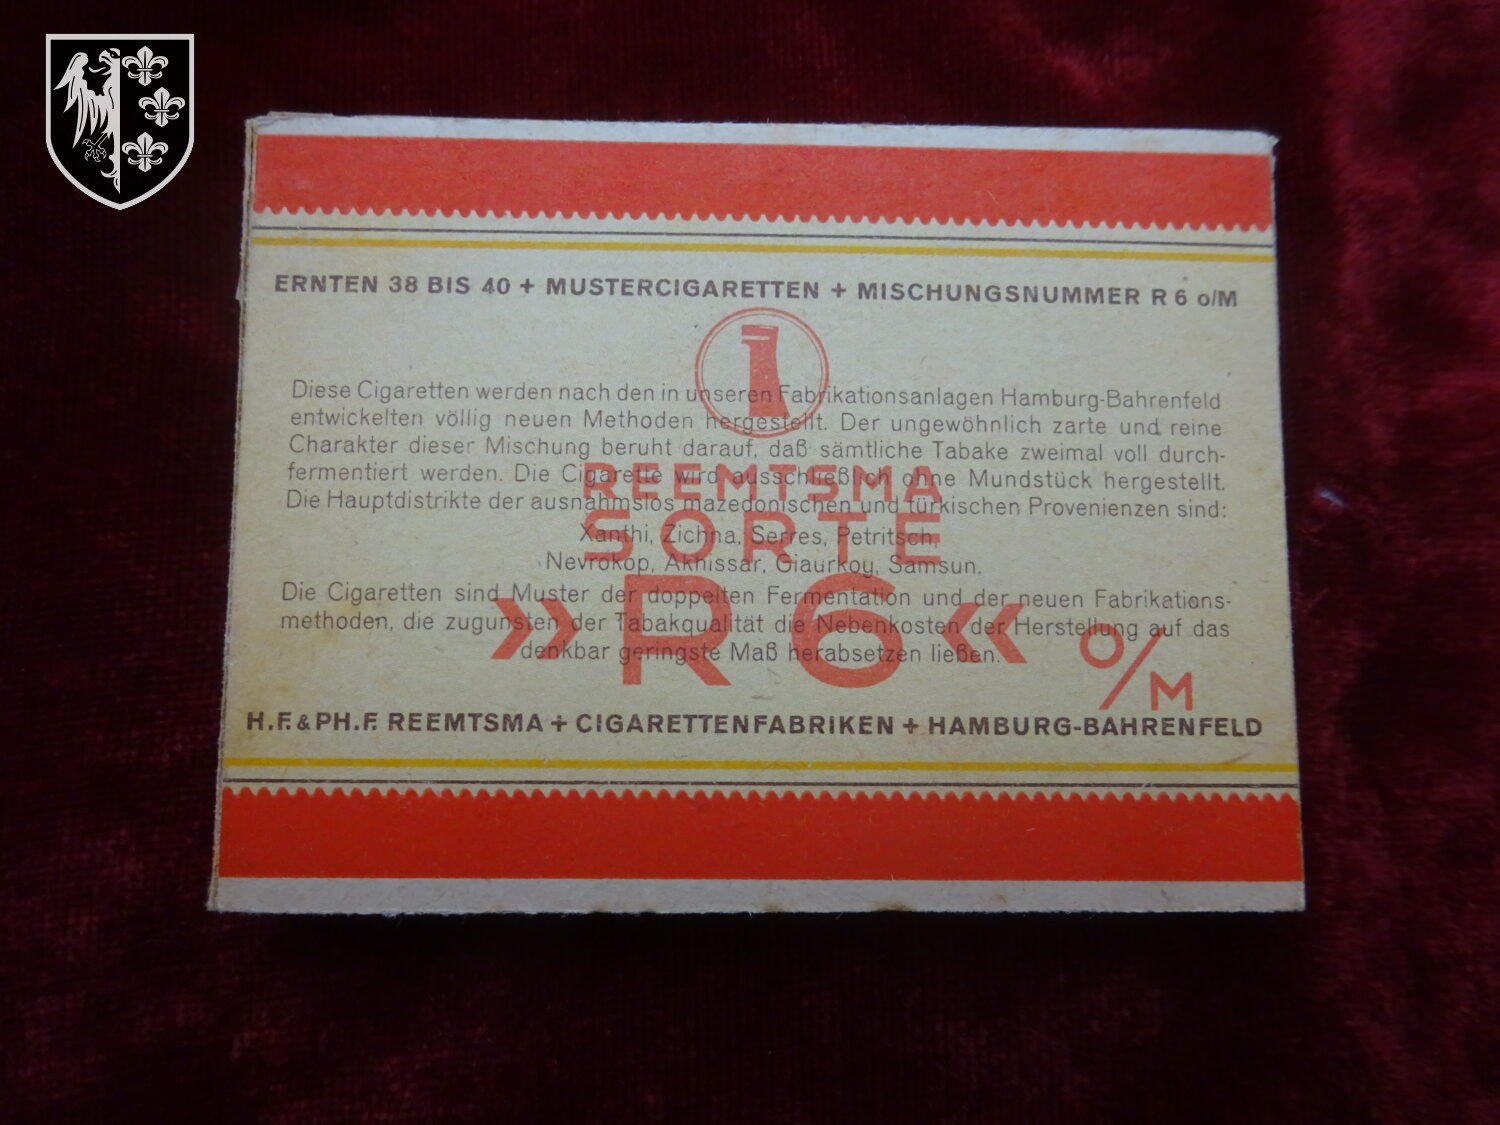 ERNTEN 38 BIS 40 + MUSTERCIGARETTEN + MISCHUNGSNUMMER R 6 o/M
Diese Cigaretten werden nach den in unseren Fabrikationsanlagen Hamburg-Bahrenfeld
entwickelten völlig neuen Methoden hergestellt. Der ungewöhnlich zarte und reine
Charakter dieser Mischung beruht darauf, daß sämtliche Tabake zweimal voll durch-
fermentiert werden. Die Cigarette wird ausschließlich ohne Mundstück hergestellt.
Die Hauptdistrikte der ausnahmslos mazedonischen und türkischen Provenienzen sind:
Xanthi, Zichna, Serres, Petritsch,
Nevrokop, Akhissar, Giaurkoy, Samsun.
Die Cigaretten sind Muster der doppelten Fermentation und der neuen Fabrikations-
methoden, die zugunsten der Tabakqualität die Nebenkosten der Herstellung auf das
denkbar geringste Maß herabsetzen ließen.
REEMTSMA
SORTE
»R6« O/M
H.F. & PH.F. REEMTSMA + CIGARETTENFABRIKEN + HAMBURG-BAHRENFELD